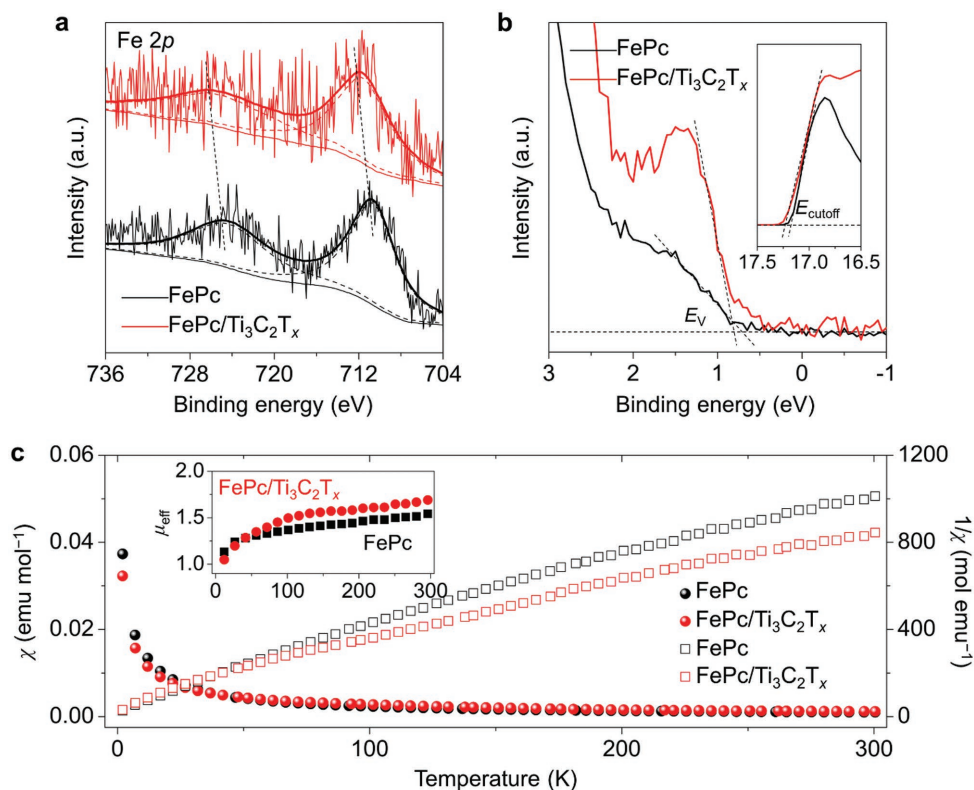 a
Fe 2p
FePc
FePc/Ti₃C₂Tₓ
Intensity (a.u.)
736 728 720 712 704
Binding energy (eV)
b
FePc
FePc/Ti₃C₂Tₓ
E_cutoff
17.5 17.0 16.5
E_V
Intensity (a.u.)
3 2 1 0 -1
Binding energy (eV)
c
0.06
0.04
0.02
0.00
χ (emu mol⁻¹)
2.0
1.5
1.0
μ_eff
FePc/Ti₃C₂Tₓ
FePc
0 100 200 300
FePc
FePc/Ti₃C₂Tₓ
FePc
FePc/Ti₃C₂Tₓ
1200
800
400
0
1/χ (mol emu⁻¹)
0 100 200 300
Temperature (K)